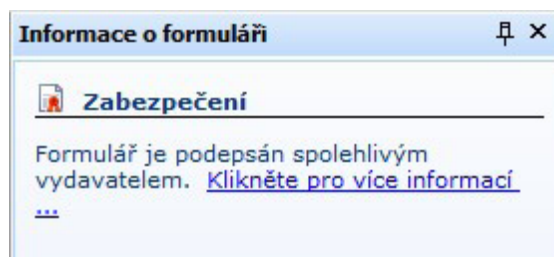 Informace o formuláři
Zabezpečení
Formulář je podepsán spolehlivým
vydavatelem. Klikněte pro více informací
...